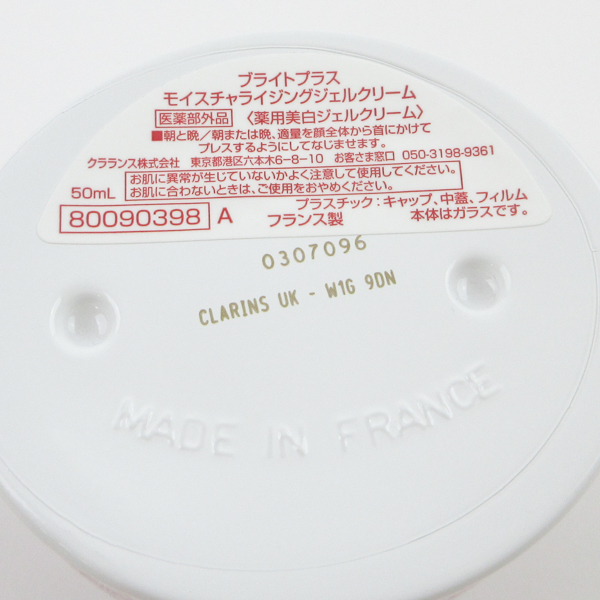 ブライトプラス
モイスチャライジングジェルクリーム
医薬部外品 〈薬用美白ジェルクリーム〉
■朝と晩/朝または晩、適量を顔全体から首にかけて
プレスするようにしてなじませます。
クラランス株式会社 東京都港区六本木6-8-10 お客さま窓口 050-3198-9361
50mL お肌に異常が生じていないかよく注意して使用してください。
お肌に合わないときは、ご使用をおやめください。
80090398 A プラスチック:キャップ、中蓋、フィルム
フランス製 本体はガラスです。
0307096
CLARINS UK - W1G 9DN
MADE IN FRANCE